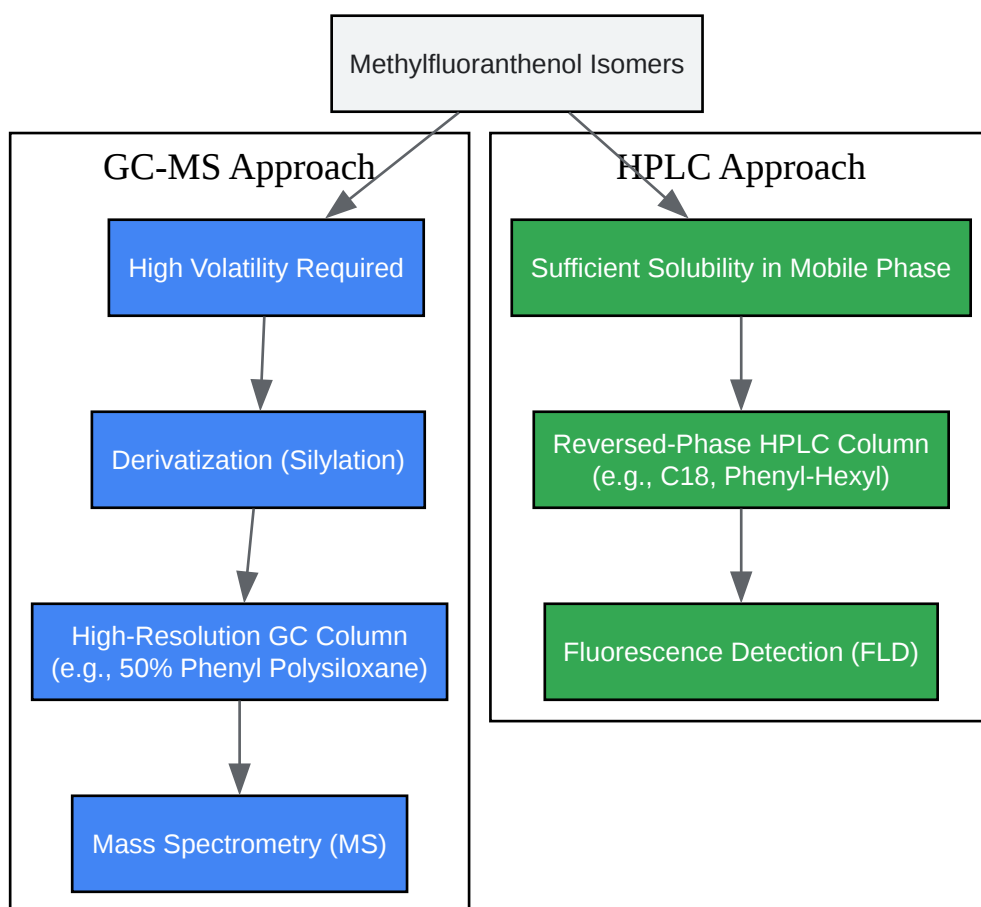 Methylfluoranthenol Isomers
GC-MS Approach
High Volatility Required
Derivatization (Silylation)
High-Resolution GC Column
(e.g., 50% Phenyl Polysiloxane)
Mass Spectrometry (MS)
HPLC Approach
Sufficient Solubility in Mobile Phase
Reversed-Phase HPLC Column
(e.g., C18, Phenyl-Hexyl)
Fluorescence Detection (FLD)